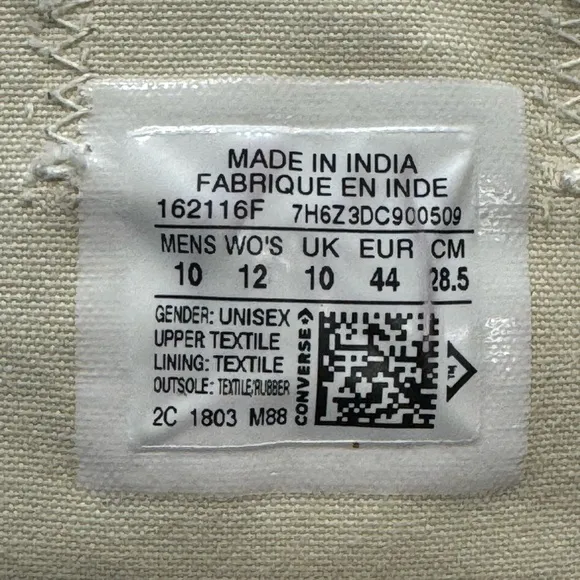 MADE IN INDIA
FABRIQUE EN INDE
162116F 7H6Z3DC900509
MENS WO'S UK EUR CM
10 12 10 44 28.5
GENDER: UNISEX
UPPER TEXTILE
LINING: TEXTILE
OUTSOLE: TEXTILE/RUBBER
2C 1803 M88
CONVERSE
TM